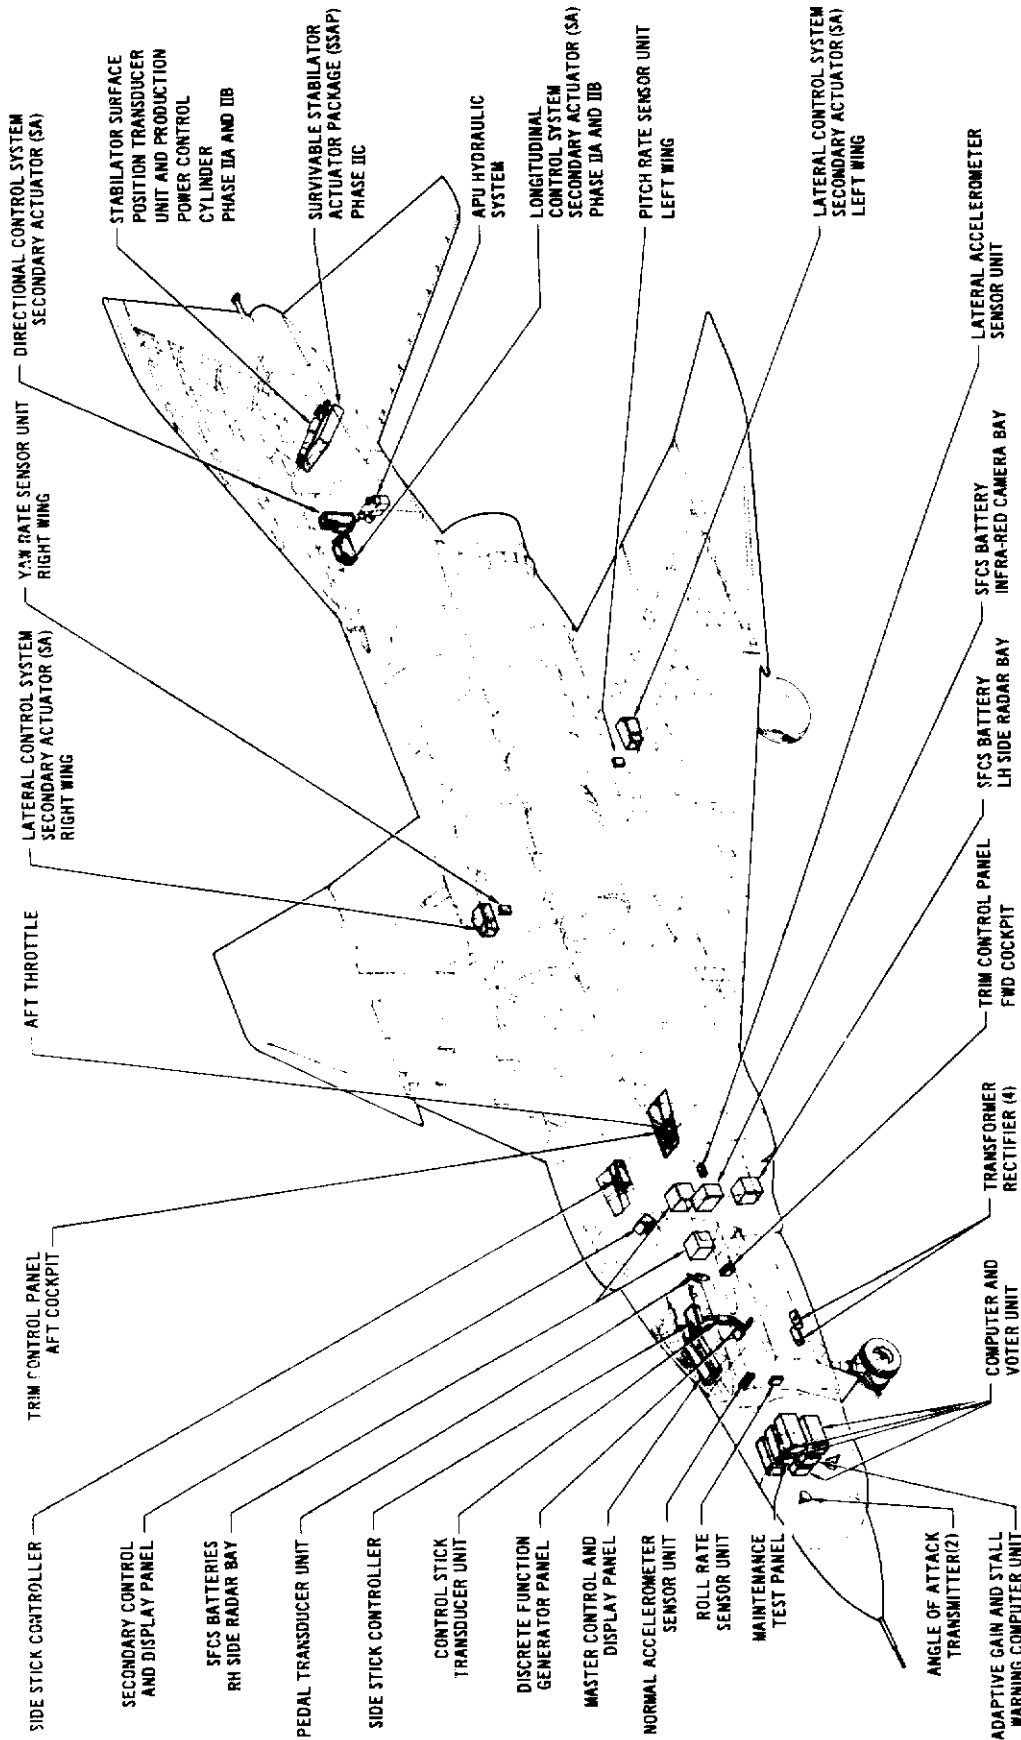 SIDE STICK CONTROLLER
TRIM CONTROL PANEL
AFT COCKPIT
AFT THROTTLE
LATERAL CONTROL SYSTEM
SECONDARY ACTUATOR (SA)
RIGHT WING
YAW RATE SENSOR UNIT
RIGHT WING
DIRECTIONAL CONTROL SYSTEM
SECONDARY ACTUATOR (SA)
STABILATOR SURFACE
POSITION TRANSDUCER
UNIT AND PRODUCTION
POWER CONTROL
CYLINDER
PHASE IIA AND IIB
SURVIVABLE STABILATOR
ACTUATOR PACKAGE (SSAP)
PHASE IIC
APU HYDRAULIC
SYSTEM
LONGITUDINAL
CONTROL SYSTEM
SECONDARY ACTUATOR (SA)
PHASE IIA AND IIB
PITCH RATE SENSOR UNIT
LEFT WING
LATERAL CONTROL SYSTEM
SECONDARY ACTUATOR (SA)
LEFT WING
LATERAL ACCELEROMETER
SENSOR UNIT
SFCS BATTERY
INFRA-RED CAMERA BAY
SFCS BATTERY
LH SIDE RADAR BAY
TRIM CONTROL PANEL
FWD COCKPIT
TRANSFORMER
RECTIFIER (4)
COMPUTER AND
VOTER UNIT
SECONDARY CONTROL
AND DISPLAY PANEL
SFCS BATTERIES
RH SIDE RADAR BAY
PEDAL TRANSDUCER UNIT
SIDE STICK CONTROLLER
CONTROL STICK
TRANSDUCER UNIT
DISCRETE FUNCTION
GENERATOR PANEL
MASTER CONTROL AND
DISPLAY PANEL
NORMAL ACCELEROMETER
SENSOR UNIT
ROLL RATE
SENSOR UNIT
MAINTENANCE
TEST PANEL
ANGLE OF ATTACK
TRANSMITTER(2)
ADAPTIVE GAIN AND STALL
WARNING COMPUTER UNIT